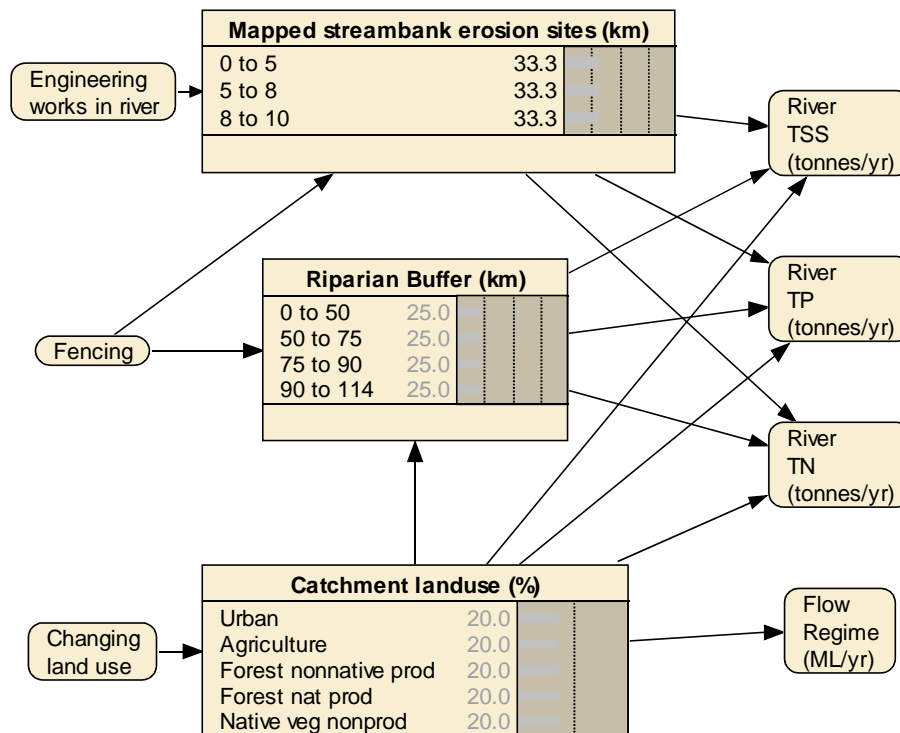 Mapped streambank erosion sites (km)
0 to 5 33.3
5 to 8 33.3
8 to 10 33.3
Engineering
works in river
River
TSS
(tonnes/yr)
Riparian Buffer (km)
0 to 50 25.0
50 to 75 25.0
75 to 90 25.0
90 to 114 25.0
River
TP
(tonnes/yr)
Fencing
River
TN
(tonnes/yr)
Catchment landuse (%)
Urban 20.0
Agriculture 20.0
Forest nonnative prod 20.0
Forest nat prod 20.0
Native veg nonprod 20.0
Changing
land use
Flow
Regime
(ML/yr)